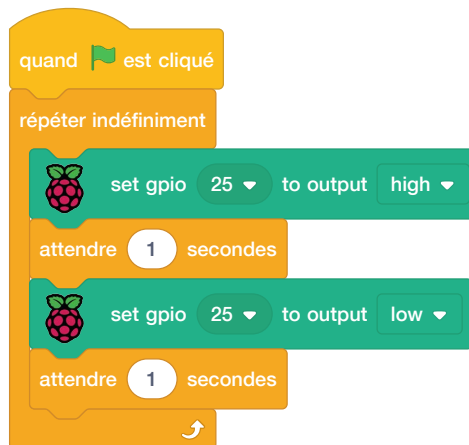 quand est cliqué
répéter indéfiniment
set gpio 25 to output high
attendre 1 secondes
set gpio 25 to output low
attendre 1 secondes